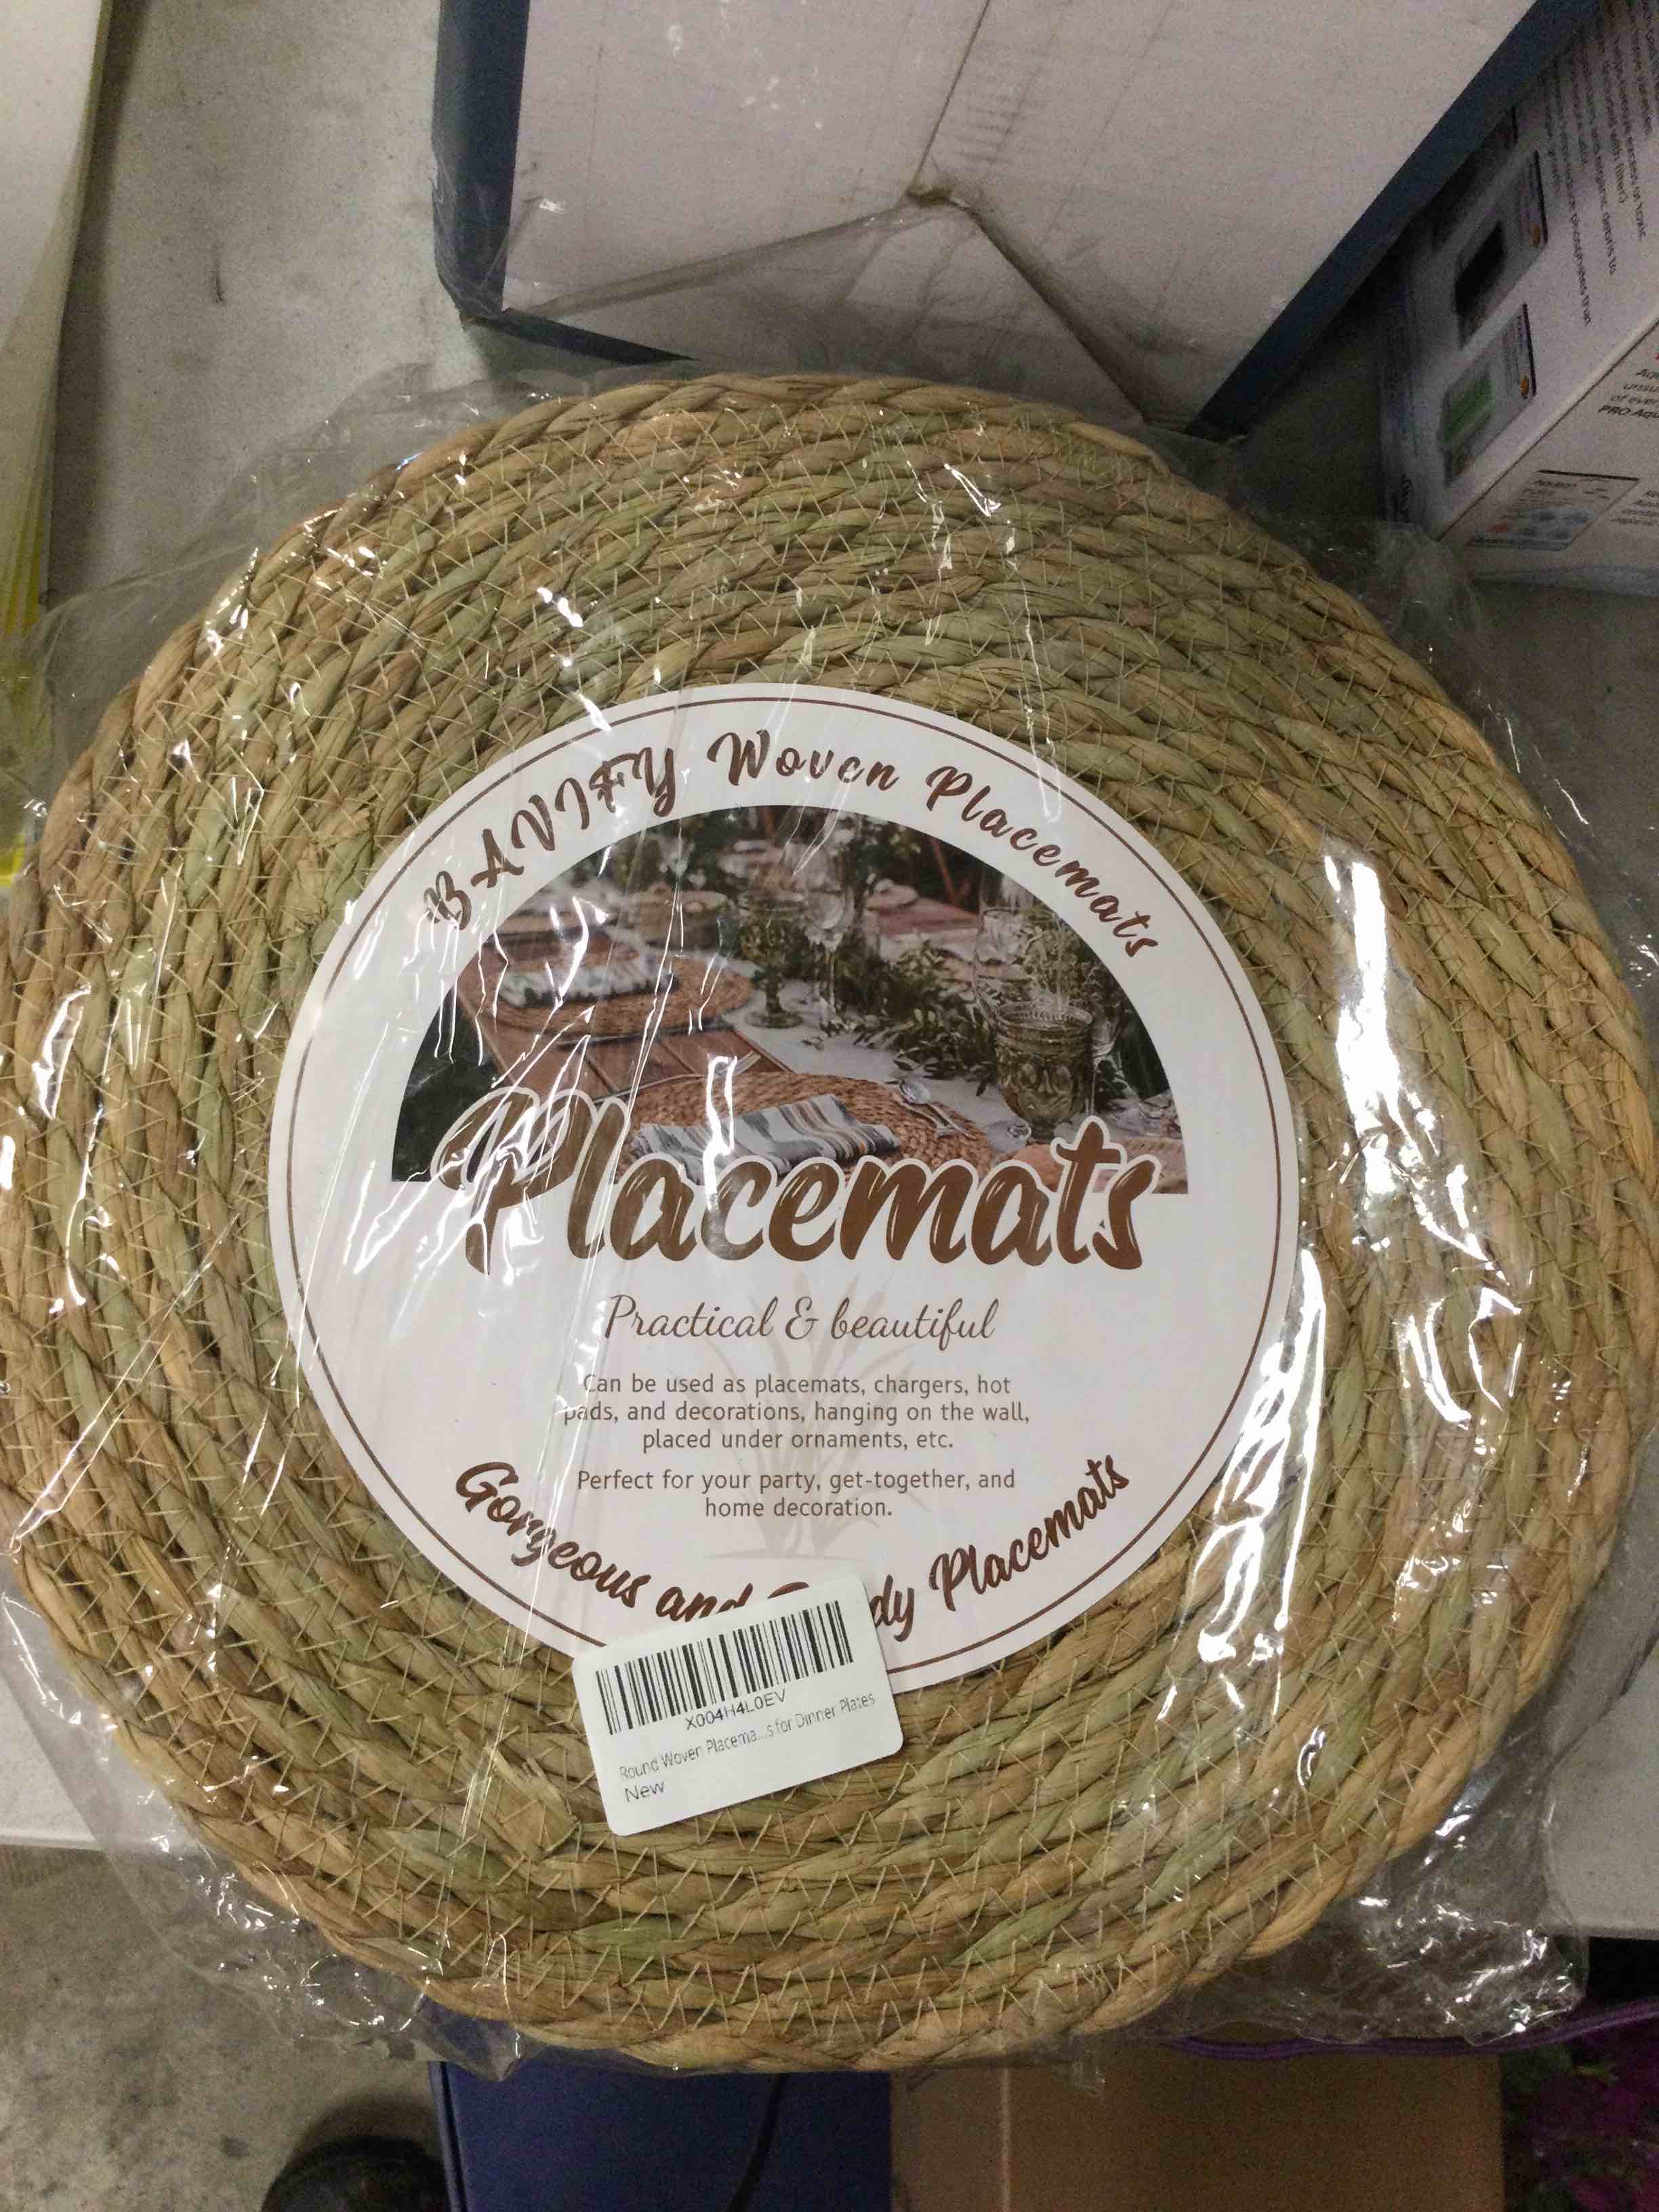 BAVIFY Woven Placemats
Placemats
Practical & beautiful
Can be used as placemats, chargers, hot
pads, and decorations, hanging on the wall,
placed under ornaments, etc.
Perfect for your party, get-together, and
home decoration.
Gorgeous and dy Placemats
X004H4L0EV
Round Woven Placema...s for Dinner Plates
New